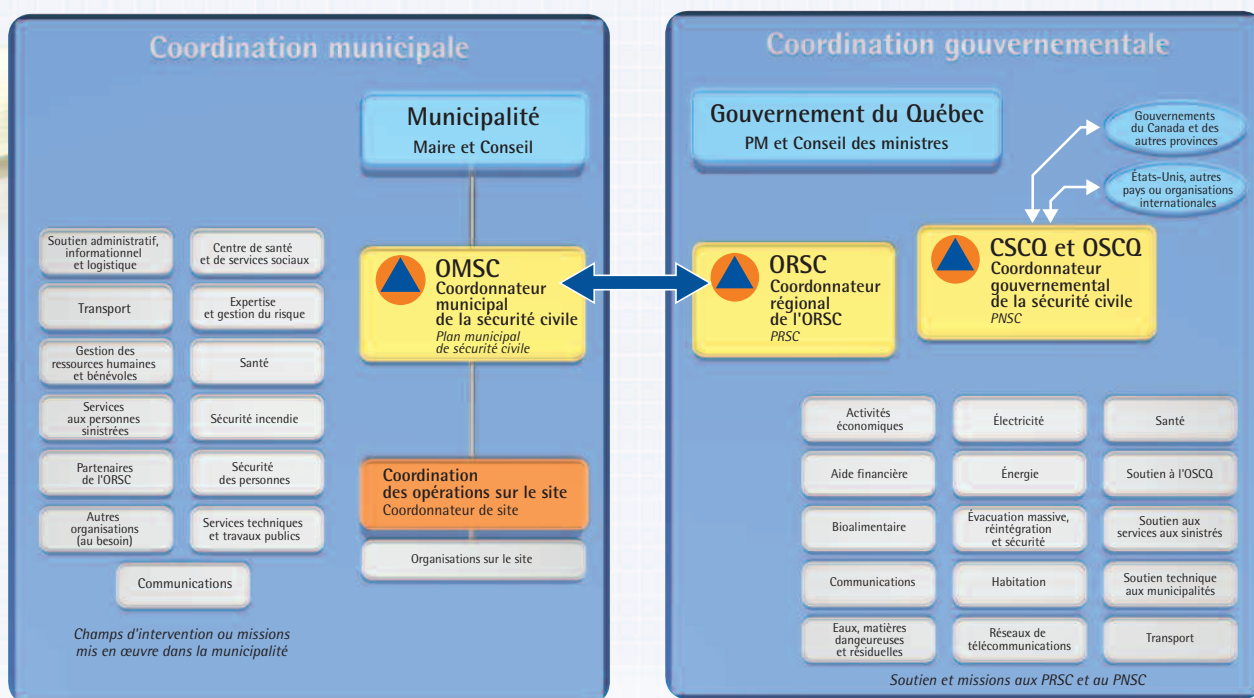 Coordination municipale
Municipalité
Maire et Conseil
Soutien administratif,
informationnel
et logistique
Centre de santé
et de services sociaux
Transport
Expertise
et gestion du risque
Gestion des
ressources humaines
et bénévoles
Santé
Services
aux personnes
sinistrées
Sécurité incendie
Partenaires
de l'ORSC
Sécurité
des personnes
Autres
organisations
(au besoin)
Services techniques
et travaux publics
Communications
Champs d'intervention ou missions
mis en œuvre dans la municipalité
OMSC
Coordonnateur
municipal
de la sécurité civile
Plan municipal
de sécurité civile
Coordination
des opérations sur le site
Coordonnateur de site
Organisations sur le site
Coordination gouvernementale
Gouvernement du Québec
PM et Conseil des ministres
Gouvernements
du Canada et des
autres provinces
États-Unis, autres
pays ou organisations
internationales
ORSC
Coordonnateur
régional
de l'ORSC
PRSC
CSCQ et OSCQ
Coordonnateur
gouvernemental
de la sécurité civile
PNSC
Activités
économiques
Électricité
Santé
Aide financière
Énergie
Soutien à l'OSCQ
Bioalimentaire
Évacuation massive,
réintégration
et sécurité
Soutien aux
services aux sinistrés
Communications
Habitation
Soutien technique
aux municipalités
Eaux, matières
dangeureuses
et résiduelles
Réseaux de
télécommunications
Transport
Soutien et missions aux PRSC et au PNSC